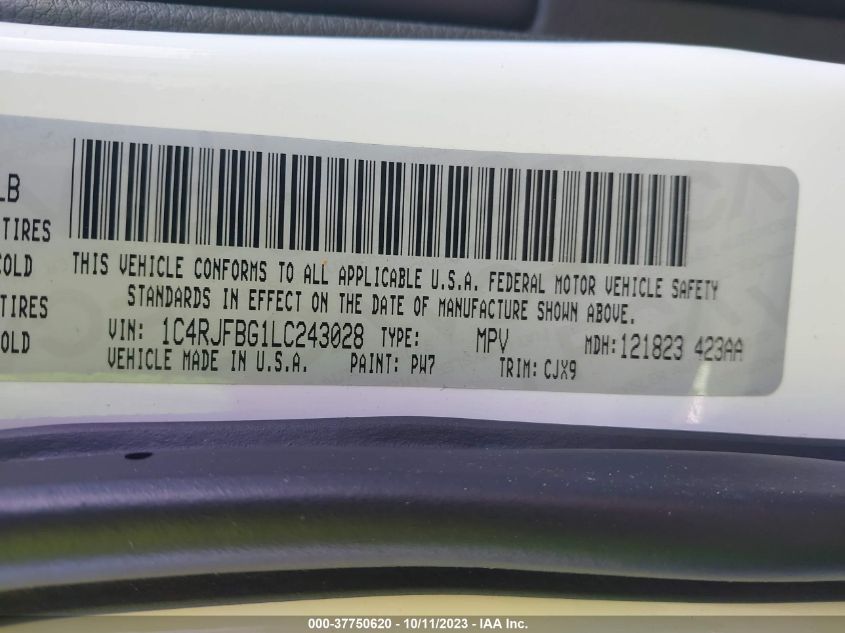 LB
TIRES
COLD
TIRES
OLD
THIS VEHICLE CONFORMS TO ALL APPLICABLE U.S.A. FEDERAL MOTOR VEHICLE SAFETY
STANDARDS IN EFFECT ON THE DATE OF MANUFACTURE SHOWN ABOVE.
VIN: 1C4RJFBG1LC243028 TYPE: MPV MDH:121823 423AA
VEHICLE MADE IN U.S.A. PAINT: PW7 TRIM: CJX9
000-37750620 - 10/11/2023 - IAA Inc.